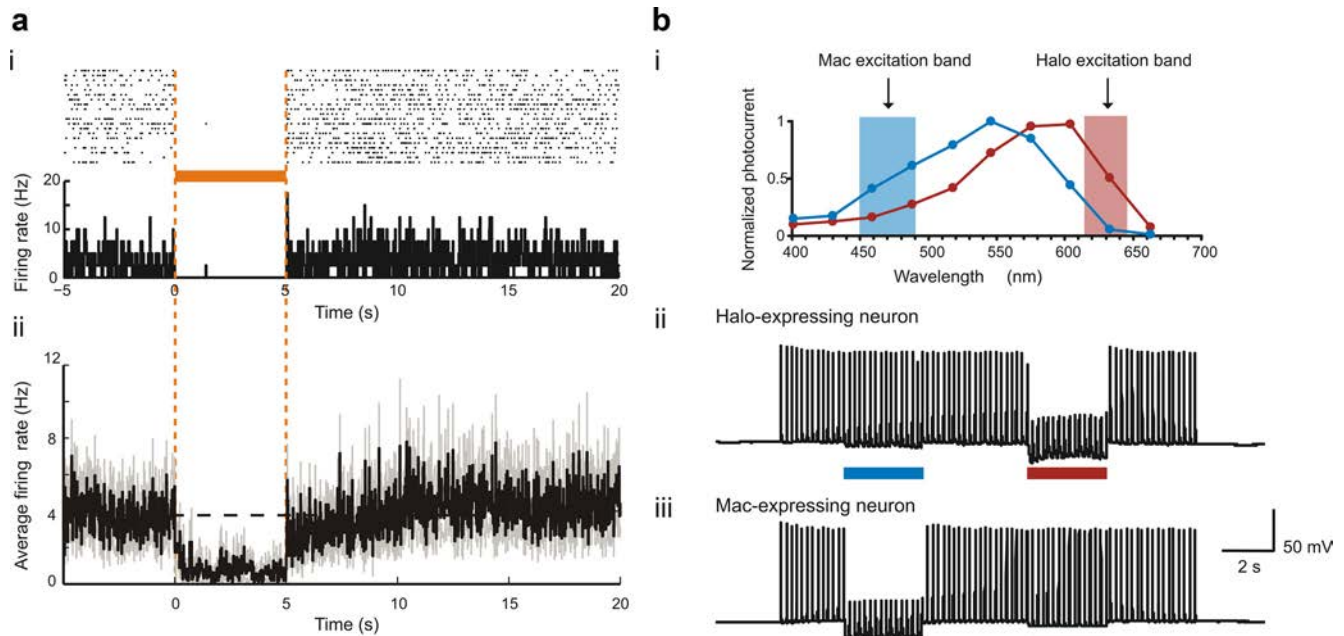 a
i
Firing rate (Hz)
20
10
0
−5 0 5 10 15 20
Time (s)
ii
Average firing rate (Hz)
12
8
4
0
0 5 10 15 20
Time (s)
b
i
Mac excitation band Halo excitation band
Normalized photocurrent
1
0.5
0
400 450 500 550 600 650 700
Wavelength (nm)
ii
Halo-expressing neuron
iii
Mac-expressing neuron
50 mV
2 s